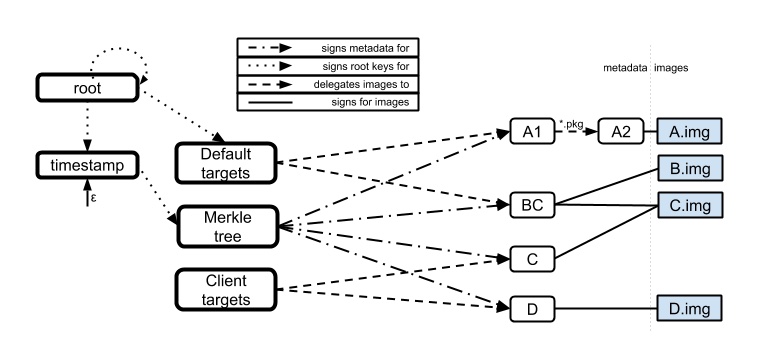 signs metadata for
signs root keys for
delegates images to
signs for images
metadata
images
root
timestamp
ε
Default
targets
Merkle
tree
Client
targets
A1
*.pkg
A2
A.img
B.img
BC
C.img
C
D
D.img